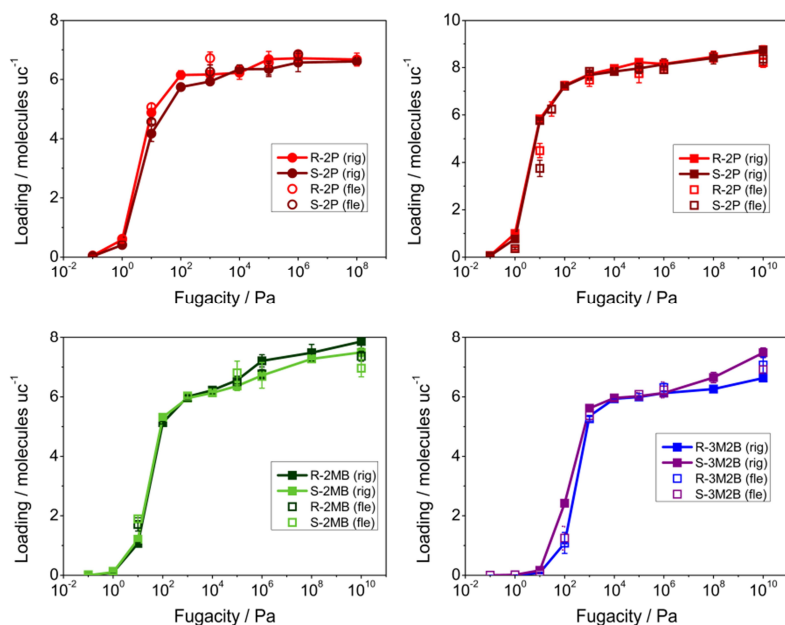 8
6
4
2
0
Loading / molecules uc⁻¹
R-2P (rig)
S-2P (rig)
R-2P (fle)
S-2P (fle)
10⁻² 10⁰ 10² 10⁴ 10⁶ 10⁸
Fugacity / Pa
10
8
6
4
2
0
Loading / molecules uc⁻¹
R-2P (rig)
S-2P (rig)
R-2P (fle)
S-2P (fle)
10⁻² 10⁰ 10² 10⁴ 10⁶ 10⁸ 10¹⁰
Fugacity / Pa
8
6
4
2
0
Loading / molecules uc⁻¹
R-2MB (rig)
S-2MB (rig)
R-2MB (fle)
S-2MB (fle)
10⁻² 10⁰ 10² 10⁴ 10⁶ 10⁸ 10¹⁰
Fugacity / Pa
8
6
4
2
0
Loading / molecules uc⁻¹
R-3M2B (rig)
S-3M2B (rig)
R-3M2B (fle)
S-3M2B (fle)
10⁻² 10⁰ 10² 10⁴ 10⁶ 10⁸ 10¹⁰
Fugacity / Pa